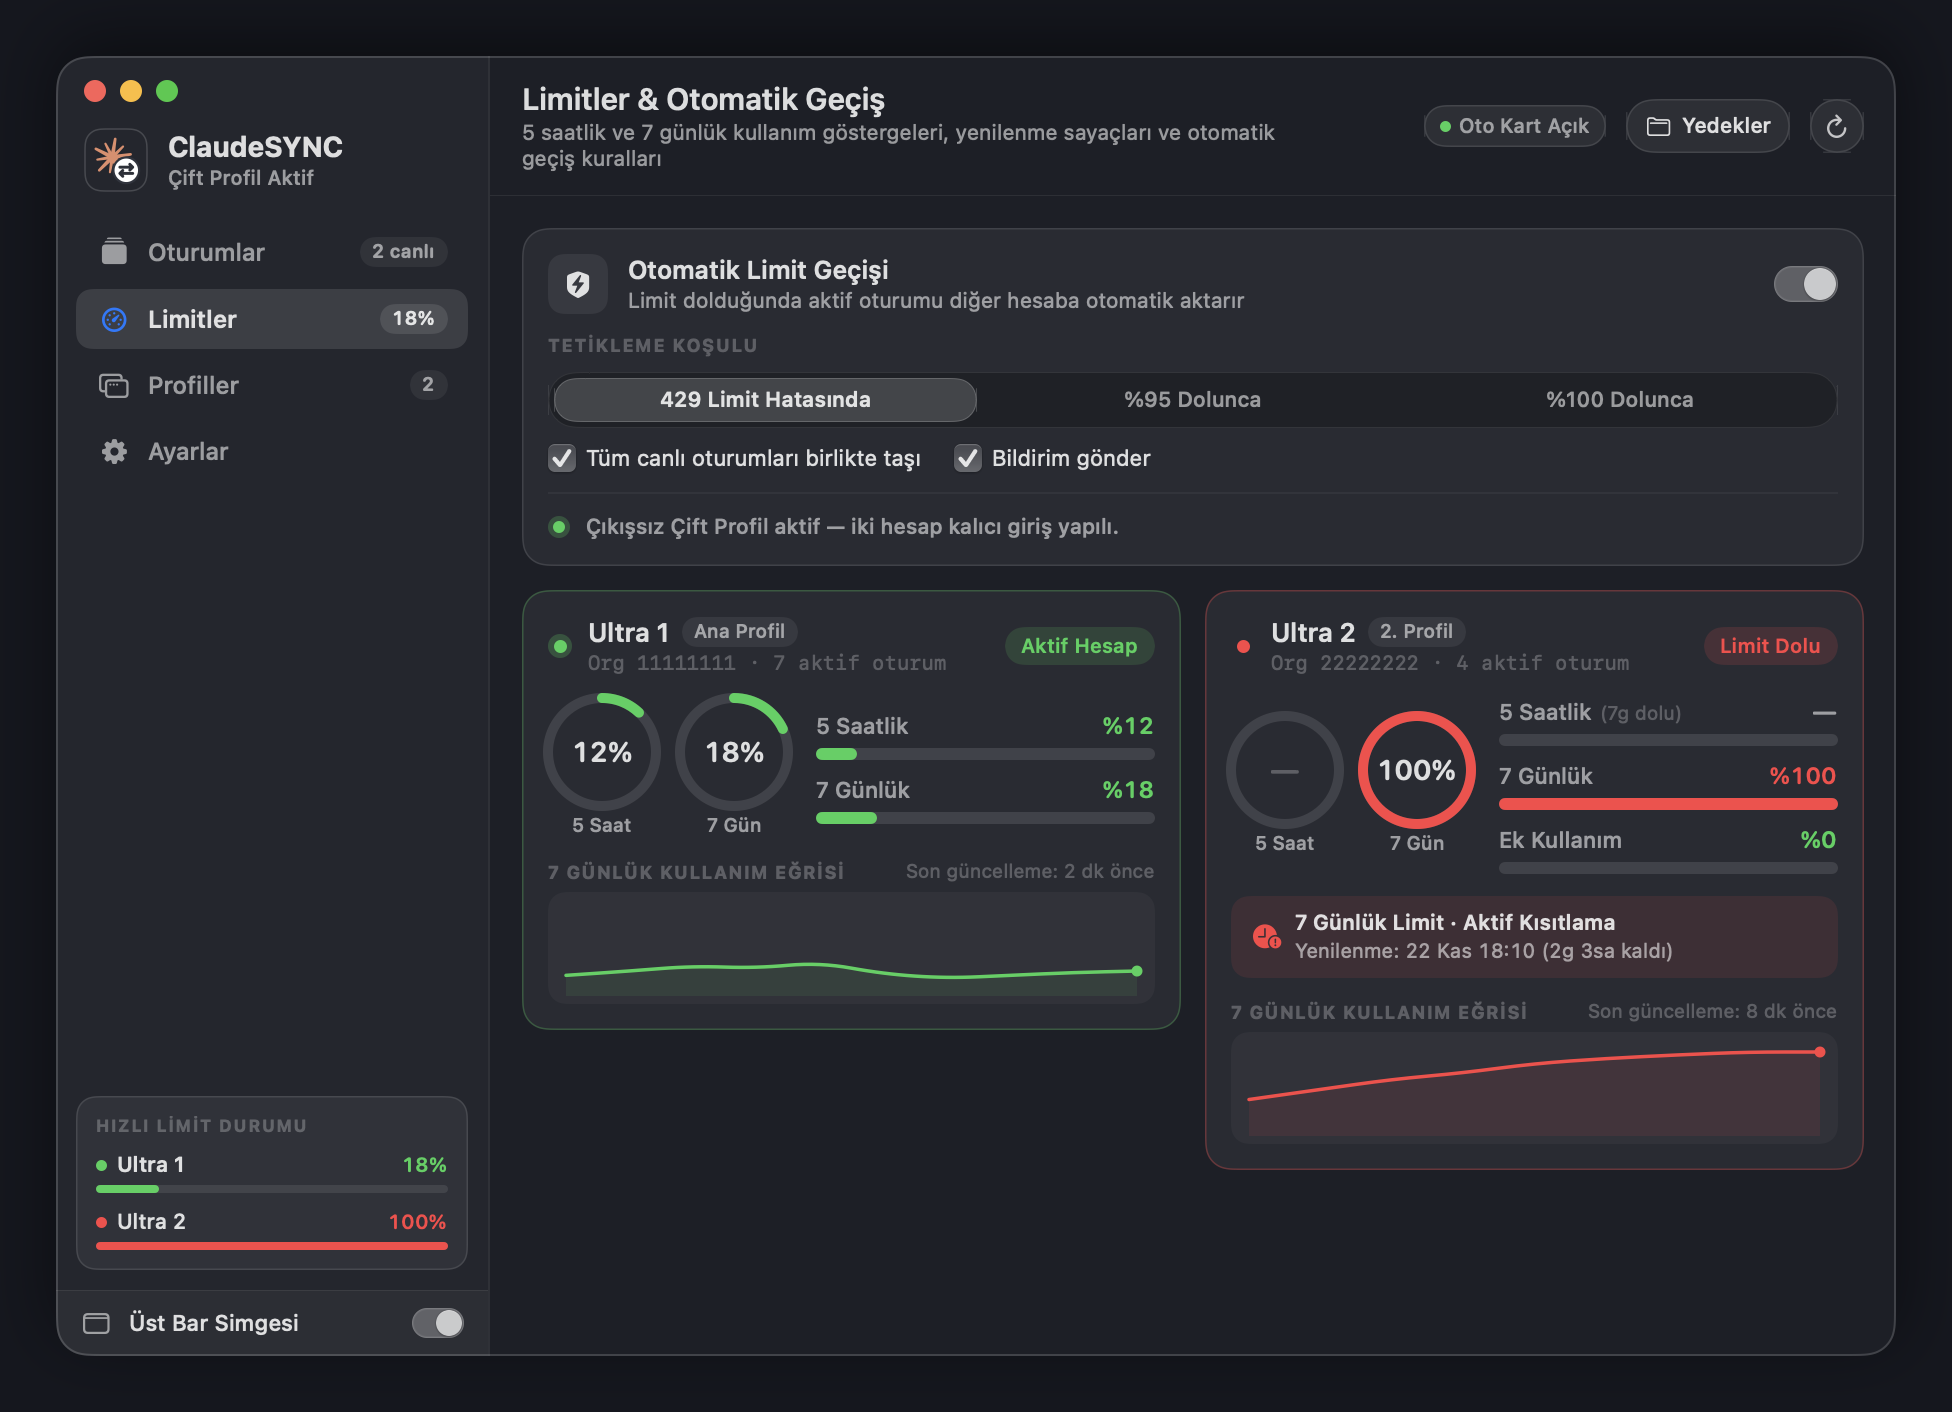 ClaudeSYNC
Çift Profil Aktif
Oturumlar
2 canlı
Limitler
18%
Profiller
2
Ayarlar
HIZLI LİMİT DURUMU
Ultra 1
18%
Ultra 2
100%
Üst Bar Simgesi
Limitler & Otomatik Geçiş
5 saatlik ve 7 günlük kullanım göstergeleri, yenilenme sayaçları ve otomatik
geçiş kuralları
Oto Kart Açık
Yedekler
Otomatik Limit Geçişi
Limit dolduğunda aktif oturumu diğer hesaba otomatik aktarır
TETİKLEME KOŞULU
429 Limit Hatasında
%95 Dolunca
%100 Dolunca
Tüm canlı oturumları birlikte taşı
Bildirim gönder
Çıkışsız Çift Profil aktif — iki hesap kalıcı giriş yapılı.
Ultra 1
Ana Profil
Org 11111111 · 7 aktif oturum
Aktif Hesap
12%
5 Saat
18%
7 Gün
5 Saatlik
%12
7 Günlük
%18
7 GÜNLÜK KULLANIM EĞRİSİ
Son güncelleme: 2 dk önce
Ultra 2
2. Profil
Org 22222222 · 4 aktif oturum
Limit Dolu
—
5 Saat
100%
7 Gün
5 Saatlik (7g dolu)
—
7 Günlük
%100
Ek Kullanım
%0
7 Günlük Limit · Aktif Kısıtlama
Yenilenme: 22 Kas 18:10 (2g 3sa kaldı)
7 GÜNLÜK KULLANIM EĞRİSİ
Son güncelleme: 8 dk önce